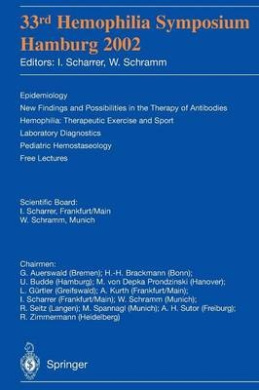 33rd Hemophilia Symposium
Hamburg 2002
Editors: I. Scharrer, W. Schramm
Epidemiology
New Findings and Possibilities in the Therapy of Antibodies
Hemophilia: Therapeutic Exercise and Sport
Laboratory Diagnostics
Pediatric Hemostaseology
Free Lectures
Scientific Board:
I. Scharrer, Frankfurt/Main
W. Schramm, Munich
Chairmen:
G. Auerswald (Bremen); H.-H. Brackmann (Bonn);
U. Budde (Hamburg); M. von Depka Prondzinski (Hanover);
L. Gürtler (Greifswald); A. Kurth (Frankfurt/Main);
I. Scharrer (Frankfurt/Main); W. Schramm (Munich);
R. Seitz (Langen); M. Spannagl (Munich); A. H. Sutor (Freiburg);
R. Zimmermann (Heidelberg)
Springer